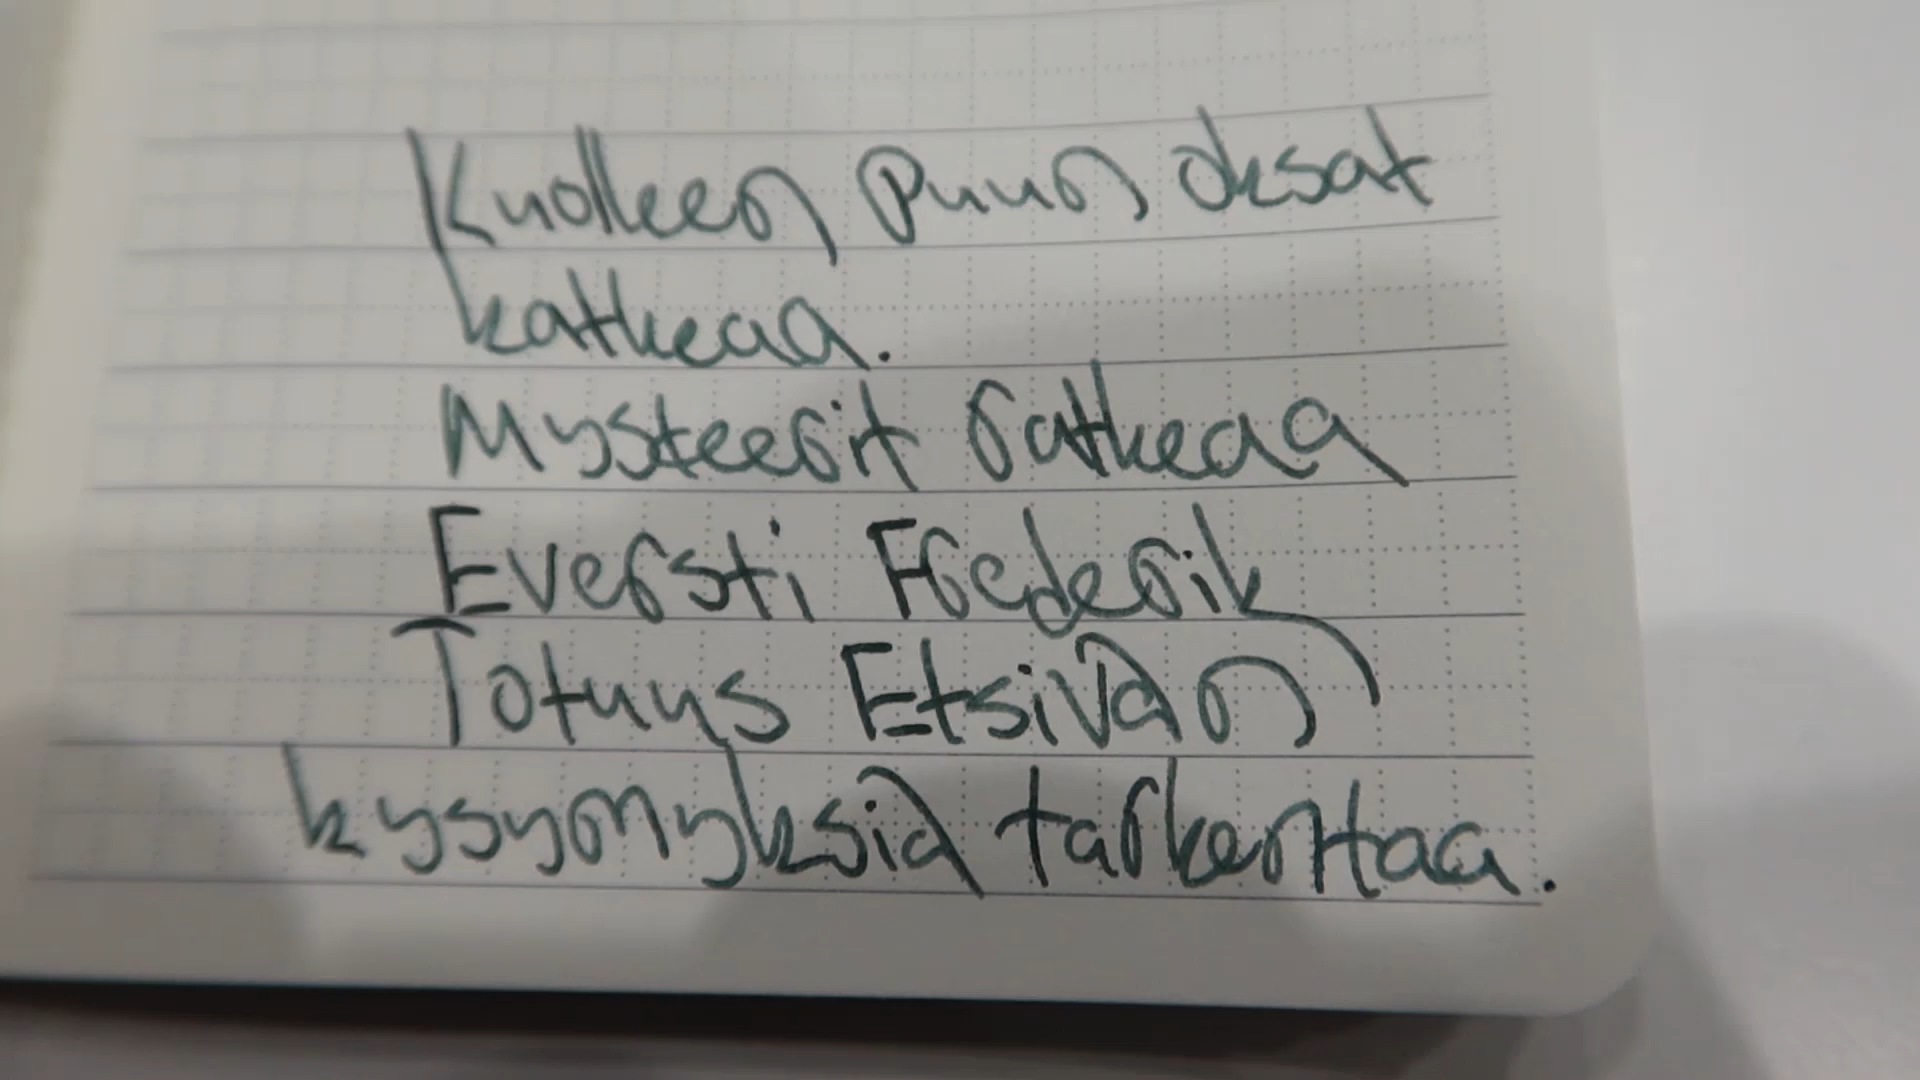 Kuolleen puun oksat
katkeaa.
Mysteerit ratkeaa
Eversti Frederik
Totuus Etsivän
kysymyksiä tarkentaa.